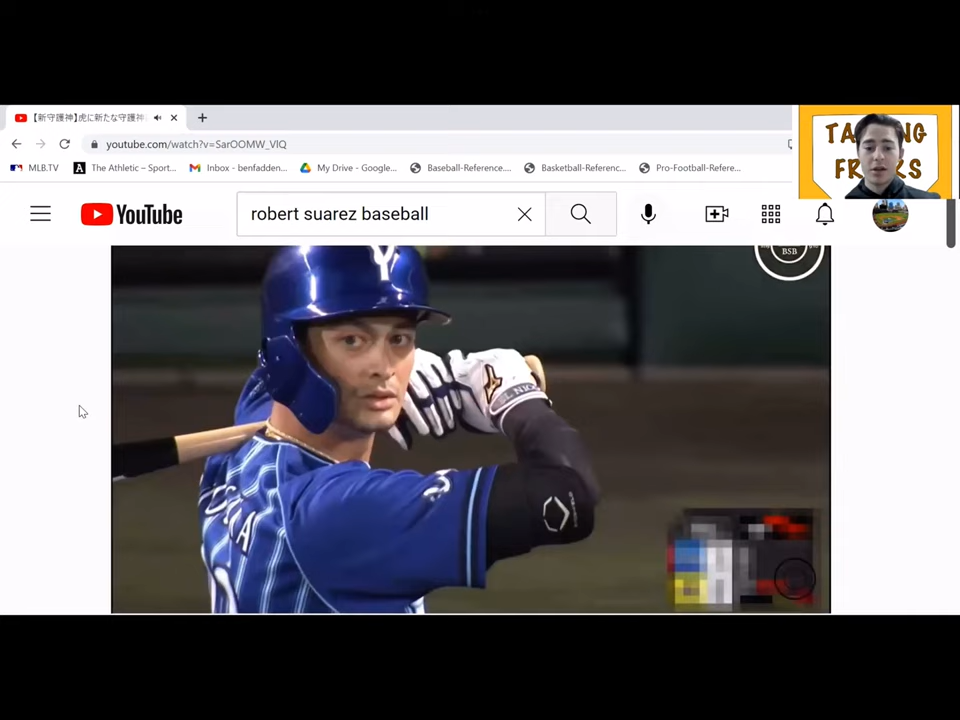 【新守護神】虎に新たな守護神
youtube.com/watch?v=SarOOMW_VIQ
MLB.TV
The Athletic – Sport...
Inbox - benfadden...
My Drive - Google...
Baseball-Reference....
Basketball-Referenc...
Pro-Football-Refere...
YouTube
robert suarez baseball
BSB
Y